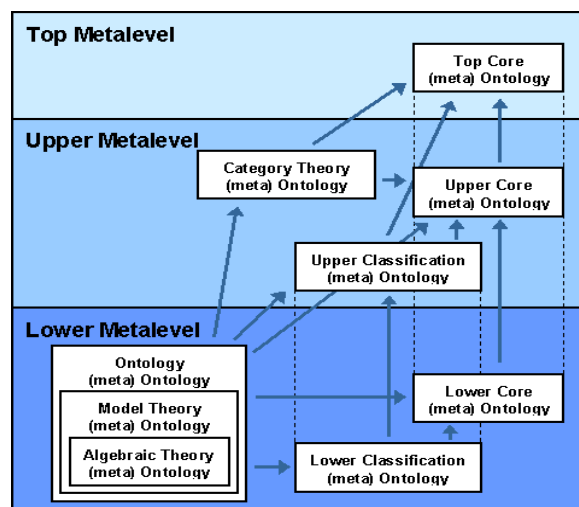 Top Metalevel
Top Core
(meta) Ontology
Upper Metalevel
Category Theory
(meta) Ontology
Upper Core
(meta) Ontology
Upper Classification
(meta) Ontology
Lower Metalevel
Ontology
(meta) Ontology
Model Theory
(meta) Ontology
Algebraic Theory
(meta) Ontology
Lower Core
(meta) Ontology
Lower Classification
(meta) Ontology